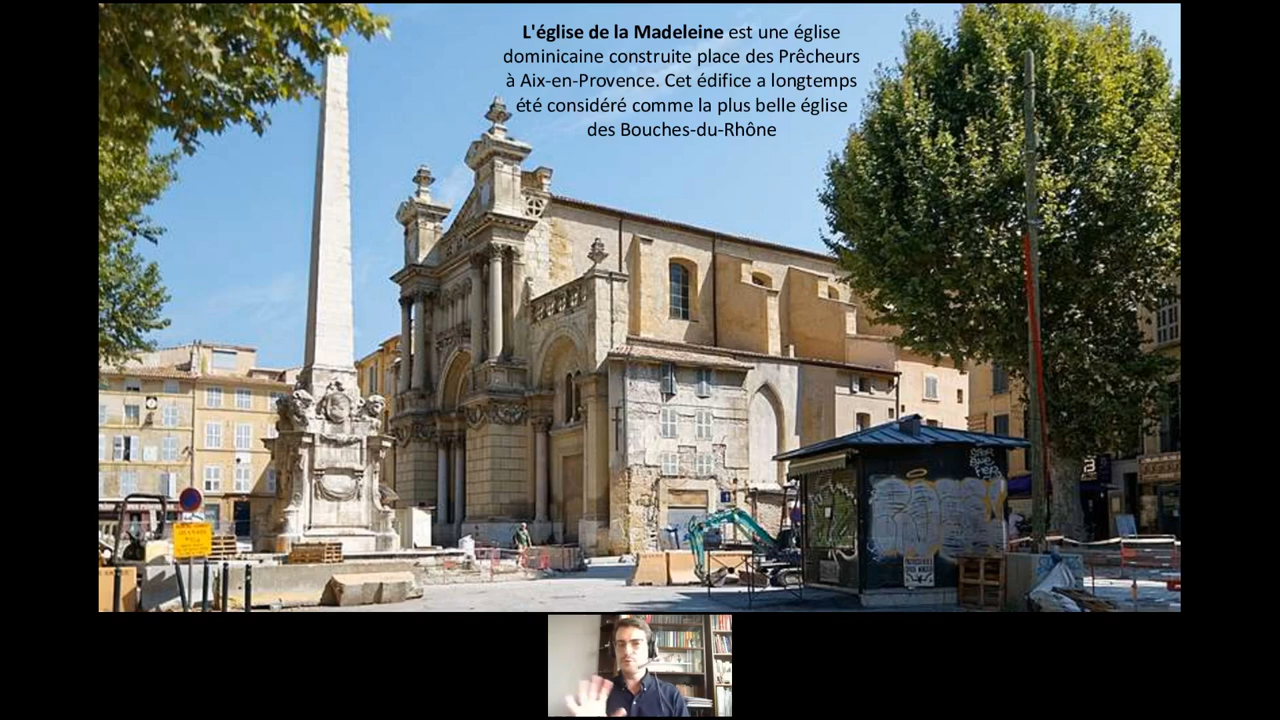 L'église de la Madeleine est une église
dominicaine construite place des Prêcheurs
à Aix-en-Provence. Cet édifice a longtemps
été considéré comme la plus belle église
des Bouches-du-Rhône